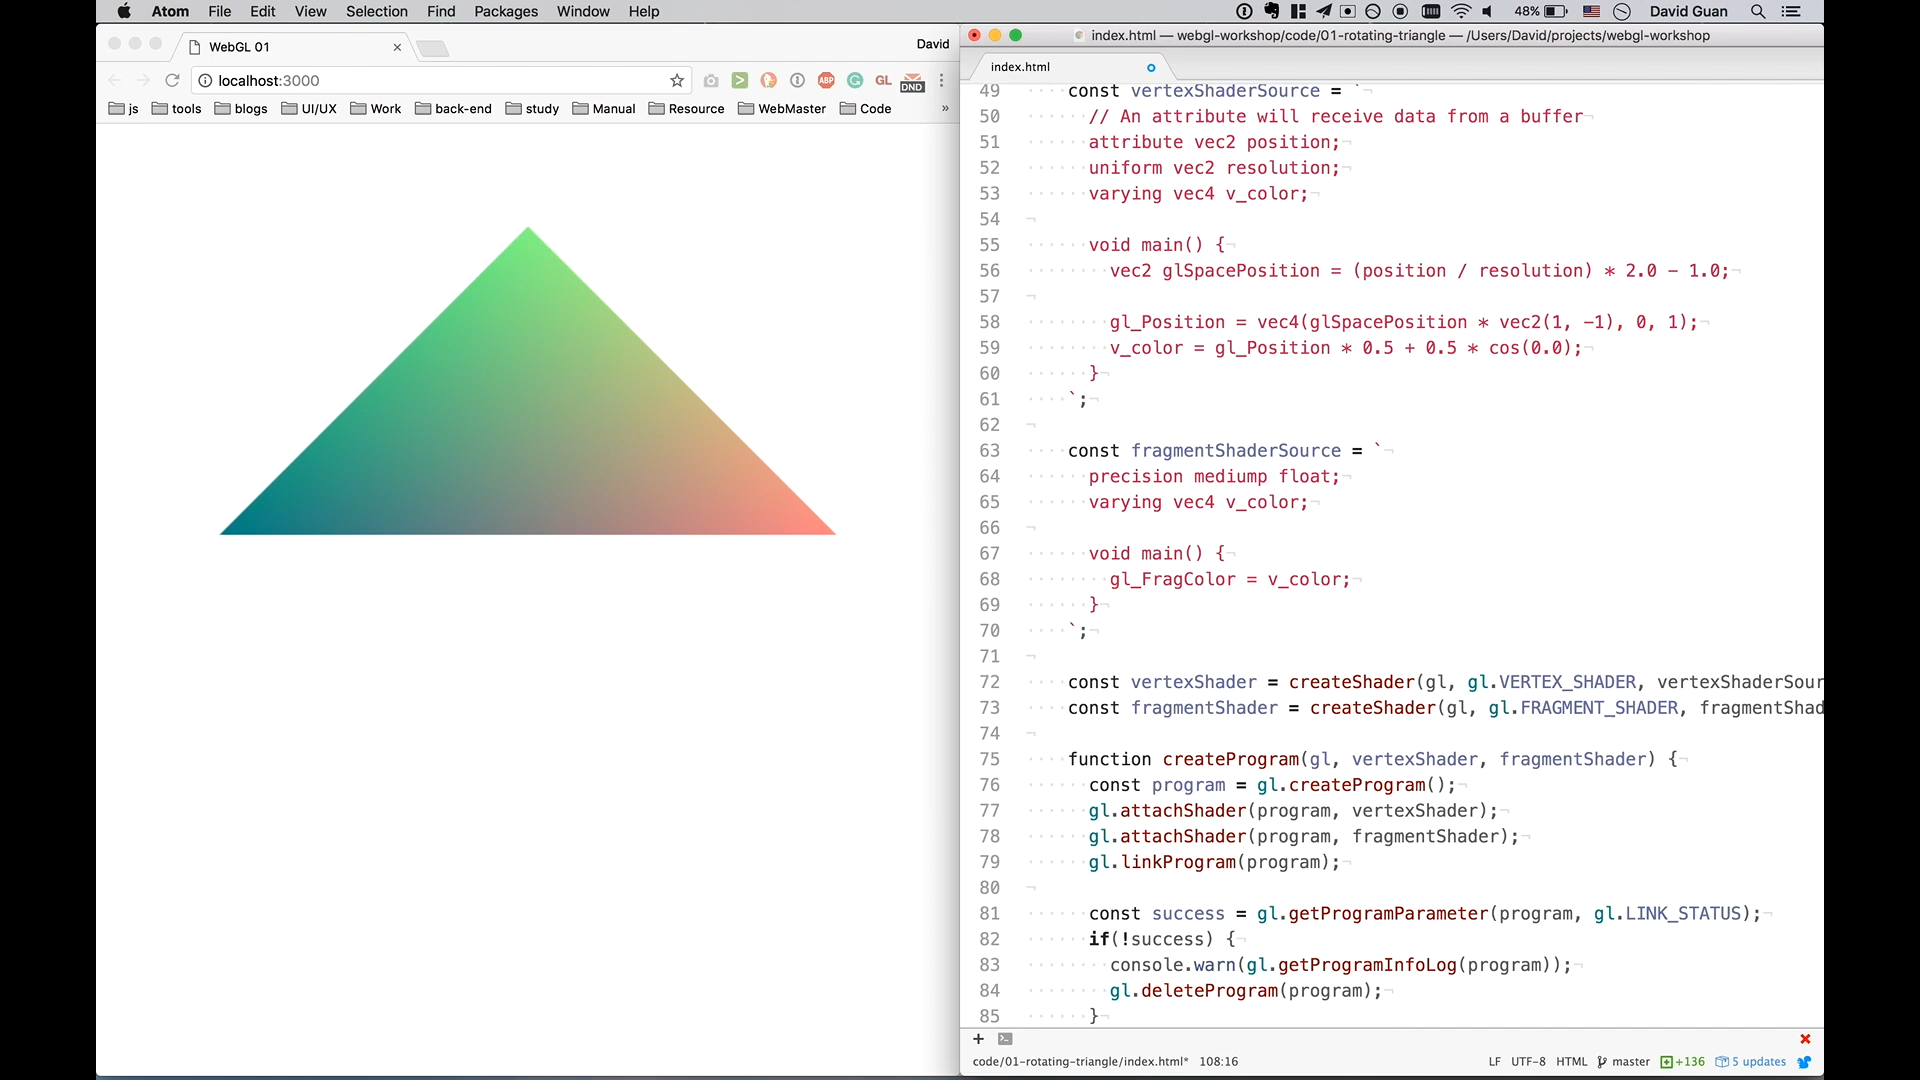 Atom File Edit View Selection Find Packages Window Help 48% David Guan
WebGL 01 David
localhost:3000 ABP GL DND
js tools blogs UI/UX Work back-end study Manual Resource WebMaster Code »
index.html — webgl-workshop/code/01-rotating-triangle — /Users/David/projects/webgl-workshop
index.html
49 const vertexShaderSource = `
50 // An attribute will receive data from a buffer
51 attribute vec2 position;
52 uniform vec2 resolution;
53 varying vec4 v_color;
54
55 void main() {
56 vec2 glSpacePosition = (position / resolution) * 2.0 - 1.0;
57
58 gl_Position = vec4(glSpacePosition * vec2(1, -1), 0, 1);
59 v_color = gl_Position * 0.5 + 0.5 * cos(0.0);
60 }
61 `;
62
63 const fragmentShaderSource = `
64 precision mediump float;
65 varying vec4 v_color;
66
67 void main() {
68 gl_FragColor = v_color;
69 }
70 `;
71
72 const vertexShader = createShader(gl, gl.VERTEX_SHADER, vertexShaderSour
73 const fragmentShader = createShader(gl, gl.FRAGMENT_SHADER, fragmentShad
74
75 function createProgram(gl, vertexShader, fragmentShader) {
76 const program = gl.createProgram();
77 gl.attachShader(program, vertexShader);
78 gl.attachShader(program, fragmentShader);
79 gl.linkProgram(program);
80
81 const success = gl.getProgramParameter(program, gl.LINK_STATUS);
82 if(!success) {
83 console.warn(gl.getProgramInfoLog(program));
84 gl.deleteProgram(program);
85 }
code/01-rotating-triangle/index.html* 108:16 LF UTF-8 HTML master +136 5 updates